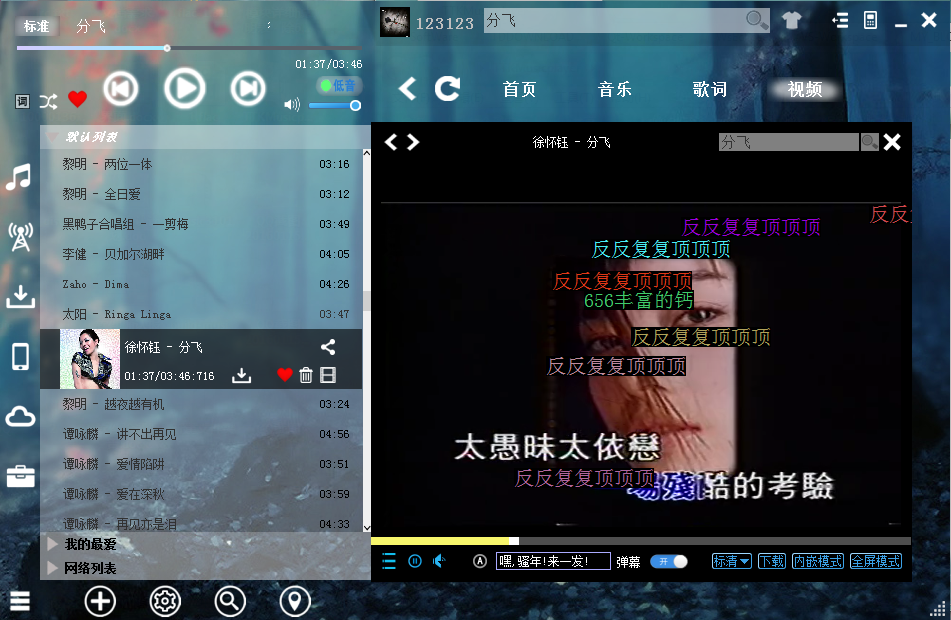 标准
分飞
01:37/03:46
低音
词
默认列表
黎明 - 两位一体 03:16
黎明 - 全日爱 03:12
黑鸭子合唱组 - 一剪梅 03:49
李健 - 贝加尔湖畔 04:05
Zaho - Dima 04:26
太阳 - Ringa Linga 03:47
徐怀钰 - 分飞
01:37/03:46:716
黎明 - 越夜越有机 03:24
谭咏麟 - 讲不出再见 04:56
谭咏麟 - 爱情陷阱 03:51
谭咏麟 - 爱在深秋 03:59
谭咏麟 - 再见亦是泪 04:33
我的最爱
网络列表
123123
分飞
首页 音乐 歌词 视频
徐怀钰 - 分飞
分飞
反反
反反复复顶顶顶
反反复复顶顶顶
反反复复顶顶顶
656丰富的钙
反反复复顶顶顶
反反复复顶顶顶
太愚昧太依戀
反反复复顶顶顶
場殘酷的考驗
A
嘿,骚年!来一发!
弹幕
开
标清
下载
内嵌模式
全屏模式